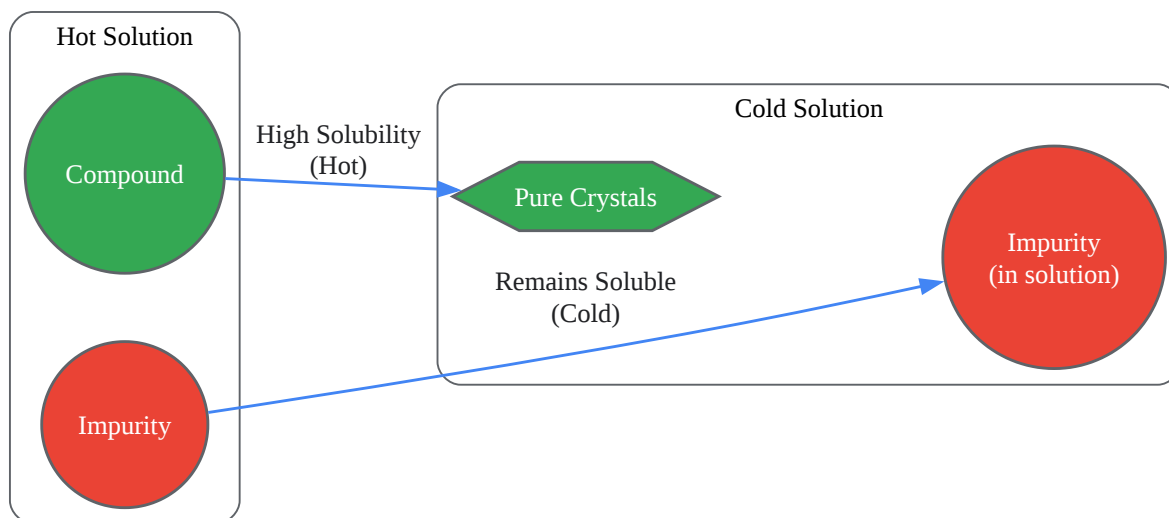 Hot Solution
Compound
Impurity
High Solubility
(Hot)
Cold Solution
Pure Crystals
Remains Soluble
(Cold)
Impurity
(in solution)